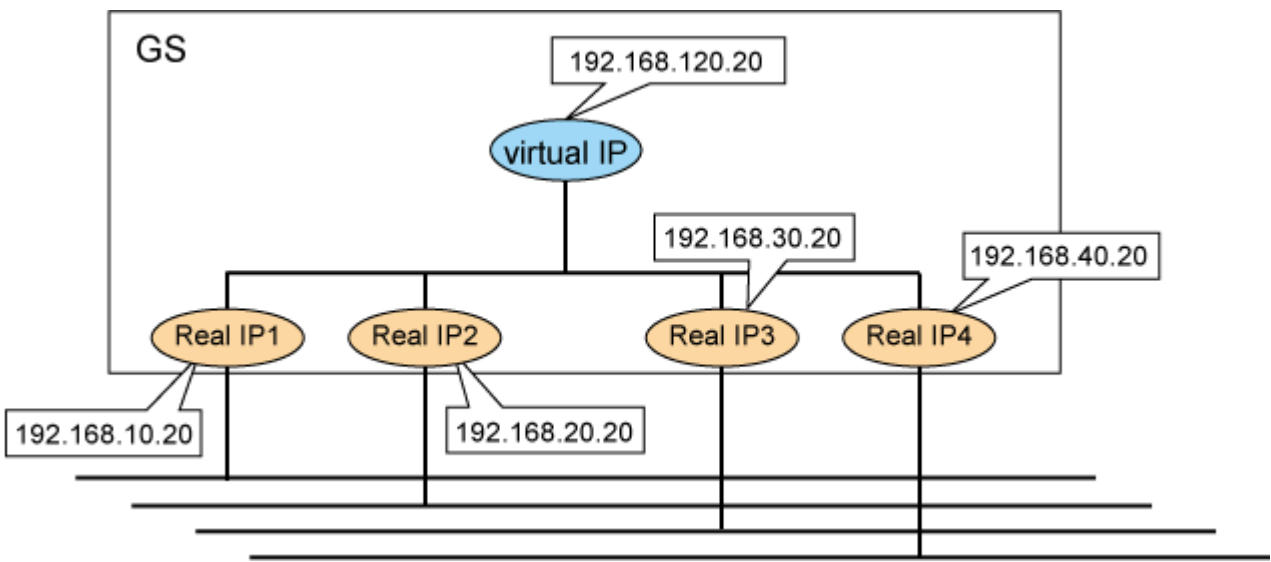 GS
192.168.120.20
virtual IP
192.168.30.20
192.168.40.20
Real IP1
Real IP2
Real IP3
Real IP4
192.168.10.20
192.168.20.20